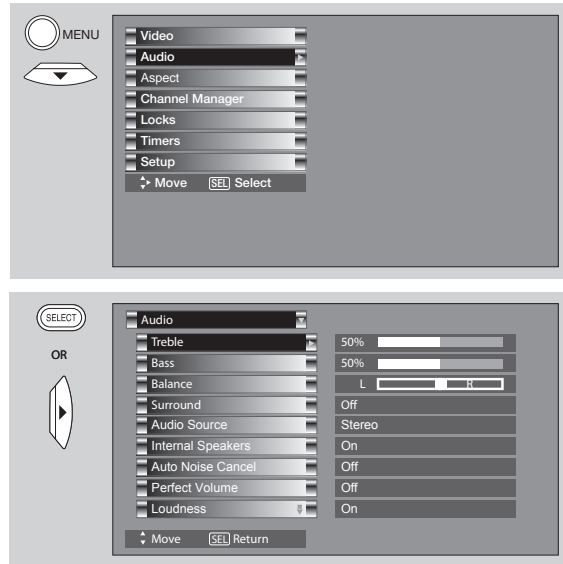 MENU
Video
Audio
Aspect
Channel Manager
Locks
Timers
Setup
Move SEL Select
SELECT
OR
Audio
Treble 50%
Bass 50%
Balance L R
Surround Off
Audio Source Stereo
Internal Speakers On
Auto Noise Cancel Off
Perfect Volume Off
Loudness On
Move SEL Return